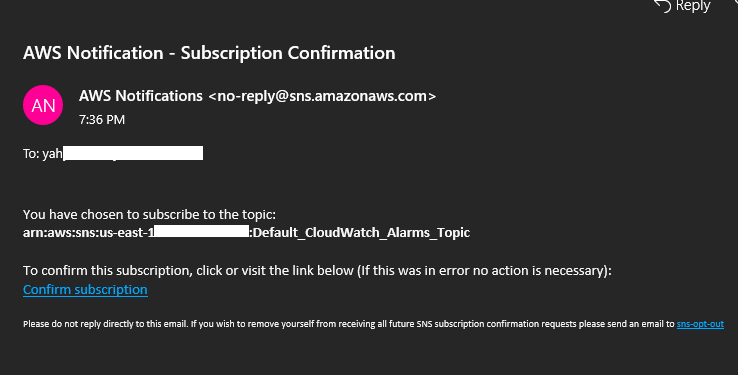 Reply
AWS Notification - Subscription Confirmation
AN
AWS Notifications <no-reply@sns.amazonaws.com>
7:36 PM
To: yah
You have chosen to subscribe to the topic:
arn:aws:sns:us-east-1 :Default_CloudWatch_Alarms_Topic
To confirm this subscription, click or visit the link below (If this was in error no action is necessary):
Confirm subscription
Please do not reply directly to this email. If you wish to remove yourself from receiving all future SNS subscription confirmation requests please send an email to sns-opt-out